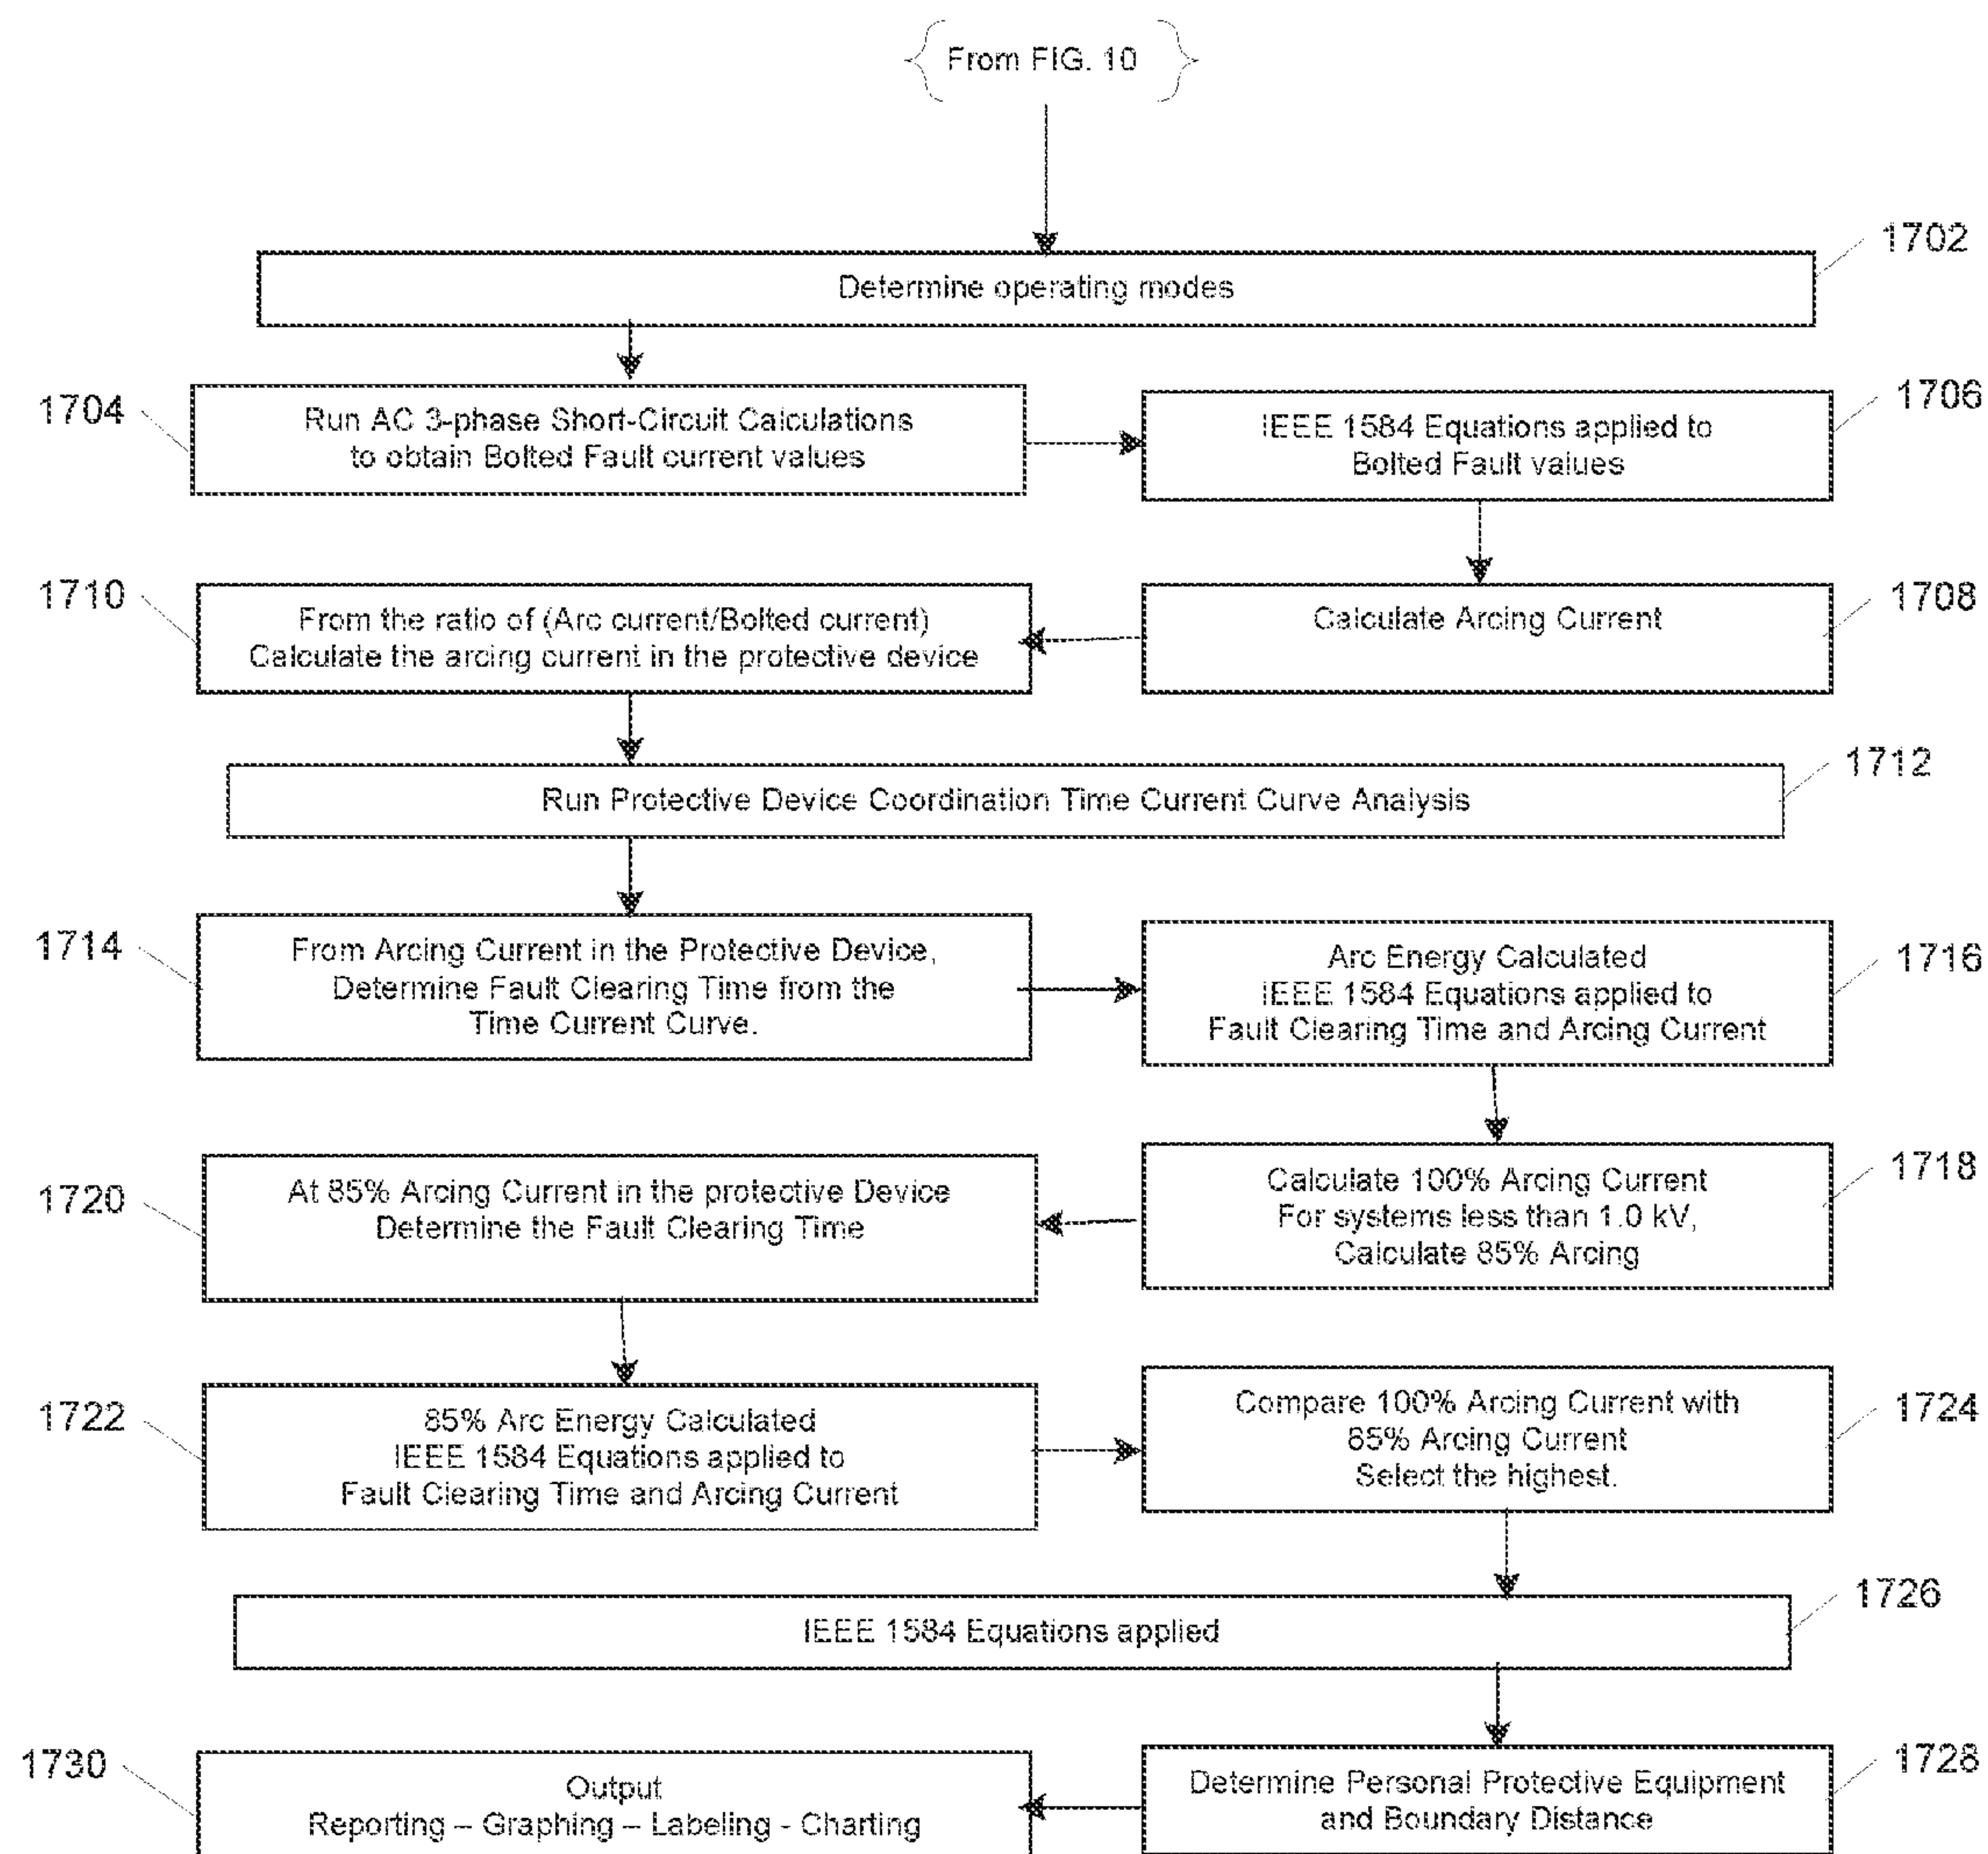 From FIG. 10
1702
Determine operating modes
1704
Run AC 3-phase Short-Circuit Calculations
to obtain Bolted Fault current values
1706
IEEE 1584 Equations applied to
Bolted Fault values
1710
From the ratio of (Arc current/Bolted current)
Calculate the arcing current in the protective device
1708
Calculate Arcing Current
1712
Run Protective Device Coordination Time Current Curve Analysis
1714
From Arcing Current in the Protective Device,
Determine Fault Clearing Time from the
Time Current Curve.
1716
Arc Energy Calculated
IEEE 1584 Equations applied to
Fault Clearing Time and Arcing Current
1720
At 85% Arcing Current in the protective Device
Determine the Fault Clearing Time
1718
Calculate 100% Arcing Current
For systems less than 1.0 kV,
Calculate 85% Arcing
1722
85% Arc Energy Calculated
IEEE 1584 Equations applied to
Fault Clearing Time and Arcing Current
1724
Compare 100% Arcing Current with
85% Arcing Current
Select the highest.
1726
IEEE 1584 Equations applied
1730
Output
Reporting – Graphing – Labeling - Charting
1728
Determine Personal Protective Equipment
and Boundary Distance